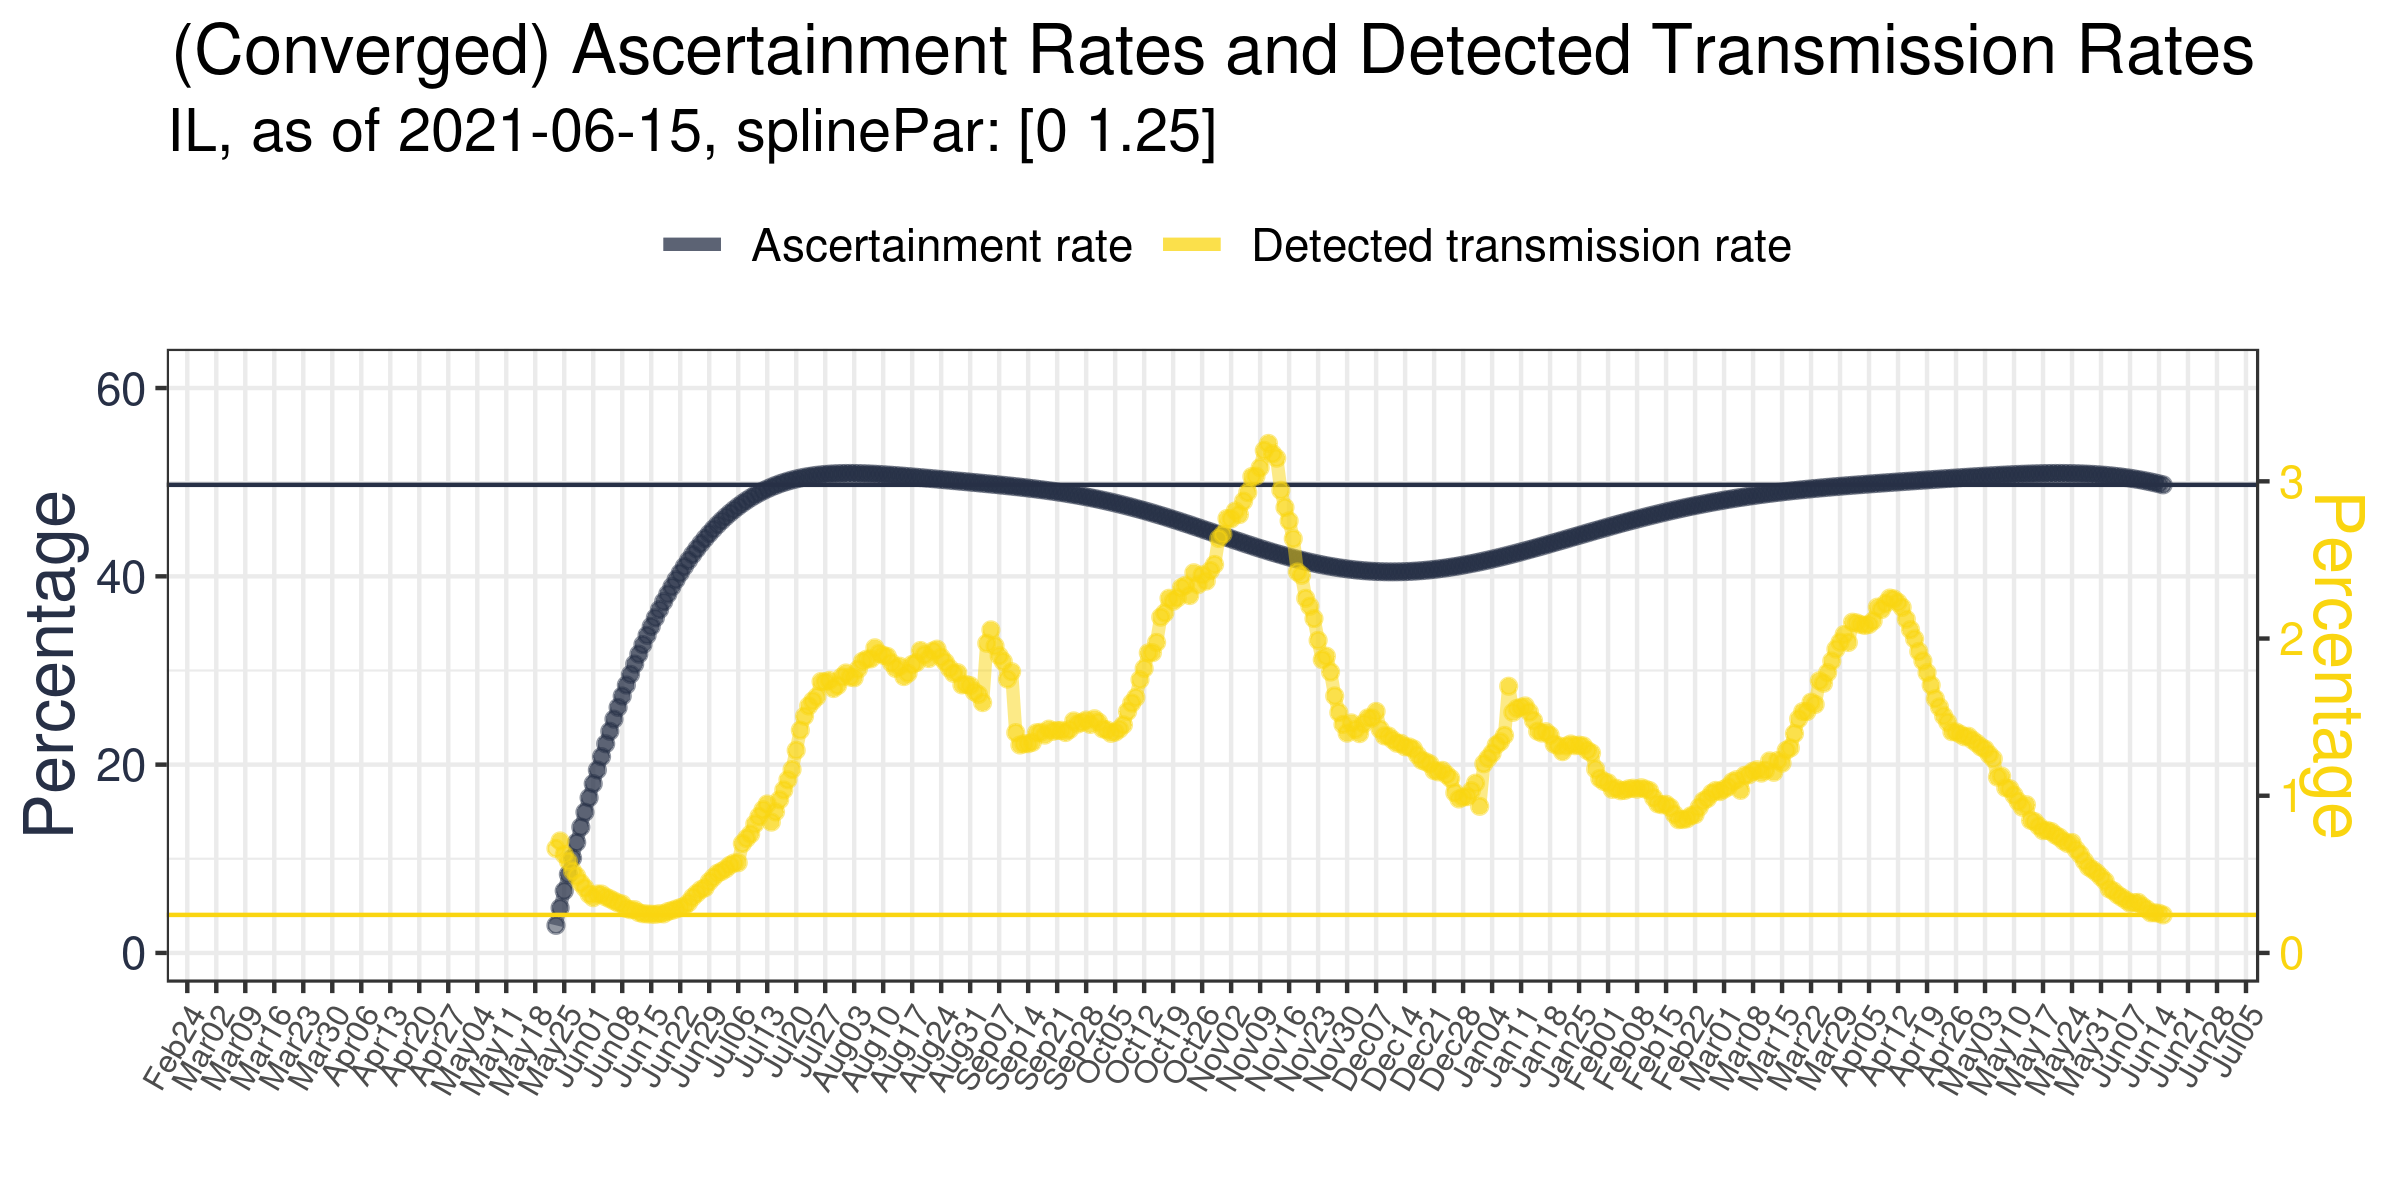 (Converged) Ascertainment Rates and Detected Transmission Rates
IL, as of 2021-06-15, splinePar: [0 1.25]
Ascertainment rate
Detected transmission rate
Percentage
60
40
20
0
3
2
1
0
Percentage
Feb24
Mar02
Mar09
Mar16
Mar23
Mar30
Apr06
Apr13
Apr20
Apr27
May04
May11
May18
May25
Jun01
Jun08
Jun15
Jun22
Jun29
Jul06
Jul13
Jul20
Jul27
Aug03
Aug10
Aug17
Aug24
Aug31
Sep07
Sep14
Sep21
Sep28
Oct05
Oct12
Oct19
Oct26
Nov02
Nov09
Nov16
Nov23
Nov30
Dec07
Dec14
Dec21
Dec28
Jan04
Jan11
Jan18
Jan25
Feb01
Feb08
Feb15
Feb22
Mar01
Mar08
Mar15
Mar22
Mar29
Apr05
Apr12
Apr19
Apr26
May03
May10
May17
May24
May31
Jun07
Jun14
Jun21
Jun28
Jul05